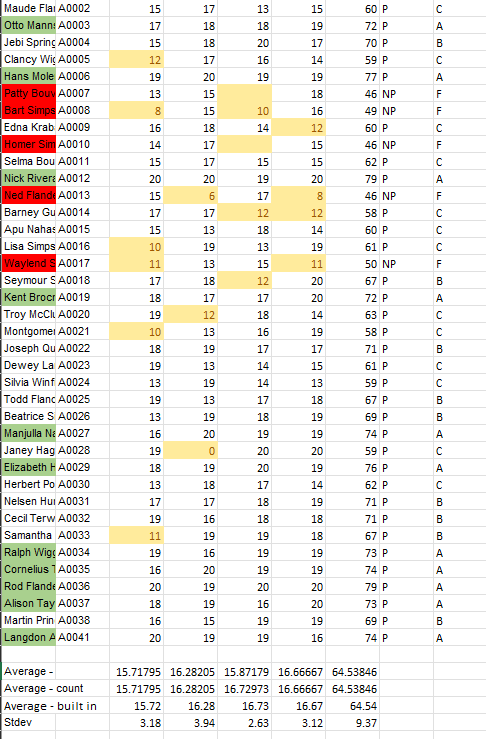 Maude Fla A0002 15 17 13 15 60 P C
Otto Mann A0003 17 18 18 19 72 P A
Jebi Spring A0004 15 18 20 17 70 P B
Clancy Wig A0005 12 17 16 14 59 P C
Hans Mole A0006 19 20 19 19 77 P A
Patty Bouv A0007 13 15 18 46 NP F
Bart Simps A0008 8 15 10 16 49 NP F
Edna Krab A0009 16 18 14 12 60 P C
Homer Sim A0010 14 17 15 46 NP F
Selma Bou A0011 15 17 15 15 62 P C
Nick Rivera A0012 20 20 19 20 79 P A
Ned Fland A0013 15 6 17 8 46 NP F
Barney Gu A0014 17 17 12 12 58 P C
Apu Nahas A0015 15 13 18 14 60 P C
Lisa Simps A0016 10 19 13 19 61 P C
Waylend S A0017 11 13 15 11 50 NP F
Seymour S A0018 17 18 12 20 67 P B
Kent Broc A0019 18 17 17 20 72 P A
Troy McCl A0020 19 12 18 14 63 P C
Montgome A0021 10 13 16 19 58 P C
Joseph Qu A0022 18 19 17 17 71 P B
Dewey La A0023 19 13 14 15 61 P C
Silvia Winf A0024 13 19 14 13 59 P C
Todd Fland A0025 19 13 17 18 67 P B
Beatrice S A0026 13 19 18 19 69 P B
Manjulla Na A0027 16 20 19 19 74 P A
Janey Hag A0028 19 0 20 20 59 P C
Elizabeth H A0029 18 19 20 19 76 P A
Herbert Po A0030 13 18 17 14 62 P C
Nelsen Hu A0031 17 17 18 19 71 P B
Cecil Terw A0032 19 16 18 18 71 P B
Samantha A0033 11 19 19 18 67 P B
Ralph Wigg A0034 19 16 19 19 73 P A
Cornelius T A0035 16 20 19 19 74 P A
Rod Flande A0036 20 19 20 20 79 P A
Alison Tay A0037 18 19 16 20 73 P A
Martin Prin A0038 16 15 19 19 69 P B
Langdon A A0041 20 19 19 16 74 P A
Average - 15.71795 16.28205 15.87179 16.66667 64.53846
Average - count 15.71795 16.28205 16.72973 16.66667 64.53846
Average - built in 15.72 16.28 16.73 16.67 64.54
Stdev 3.18 3.94 2.63 3.12 9.37